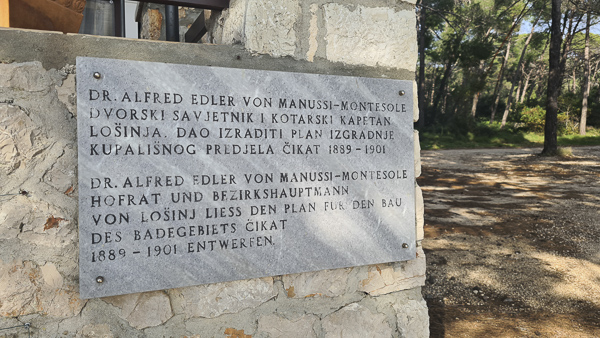 DR. ALFRED EDLER VON MANUSSI-MONTESOLE
DVORSKI SAVJETNIK I KOTARSKI KAPETAN
LOŠINJA. DAO IZRADITI PLAN IZGRADNJE
KUPALIŠNOG PREDJELA ČIKAT 1889-1901
DR. ALFRED EDLER VON MANUSSI-MONTESOLE
HOFRAT UND BEZIRKSHAUPTMANN
VON LOŠINJ LIESS DEN PLAN FÜR DEN BAU
DES BADEGEBIETS ČIKAT
1889-1901 ENTWERFEN.